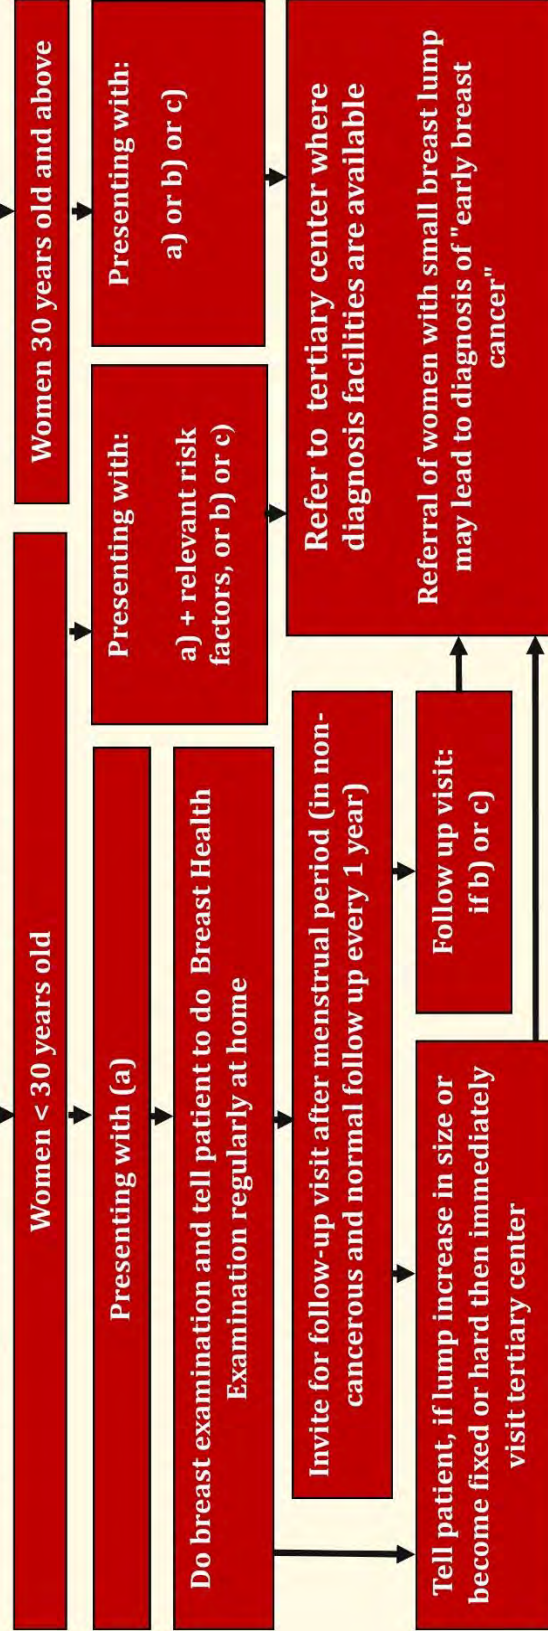 Women < 30 years old
Women 30 years old and above
Presenting with (a)
Presenting with:
a) + relevant risk
factors, or b) or c)
Presenting with:
a) or b) or c)
Do breast examination and tell patient to do Breast Health
Examination regularly at home
Invite for follow-up visit after menstrual period (in non-
cancerous and normal follow up every 1 year)
Refer to tertiary center where
diagnosis facilities are available
Referral of women with small breast lump
may lead to diagnosis of "early breast
cancer"
Tell patient, if lump increase in size or
become fixed or hard then immediately
visit tertiary center
Follow up visit:
if b) or c)